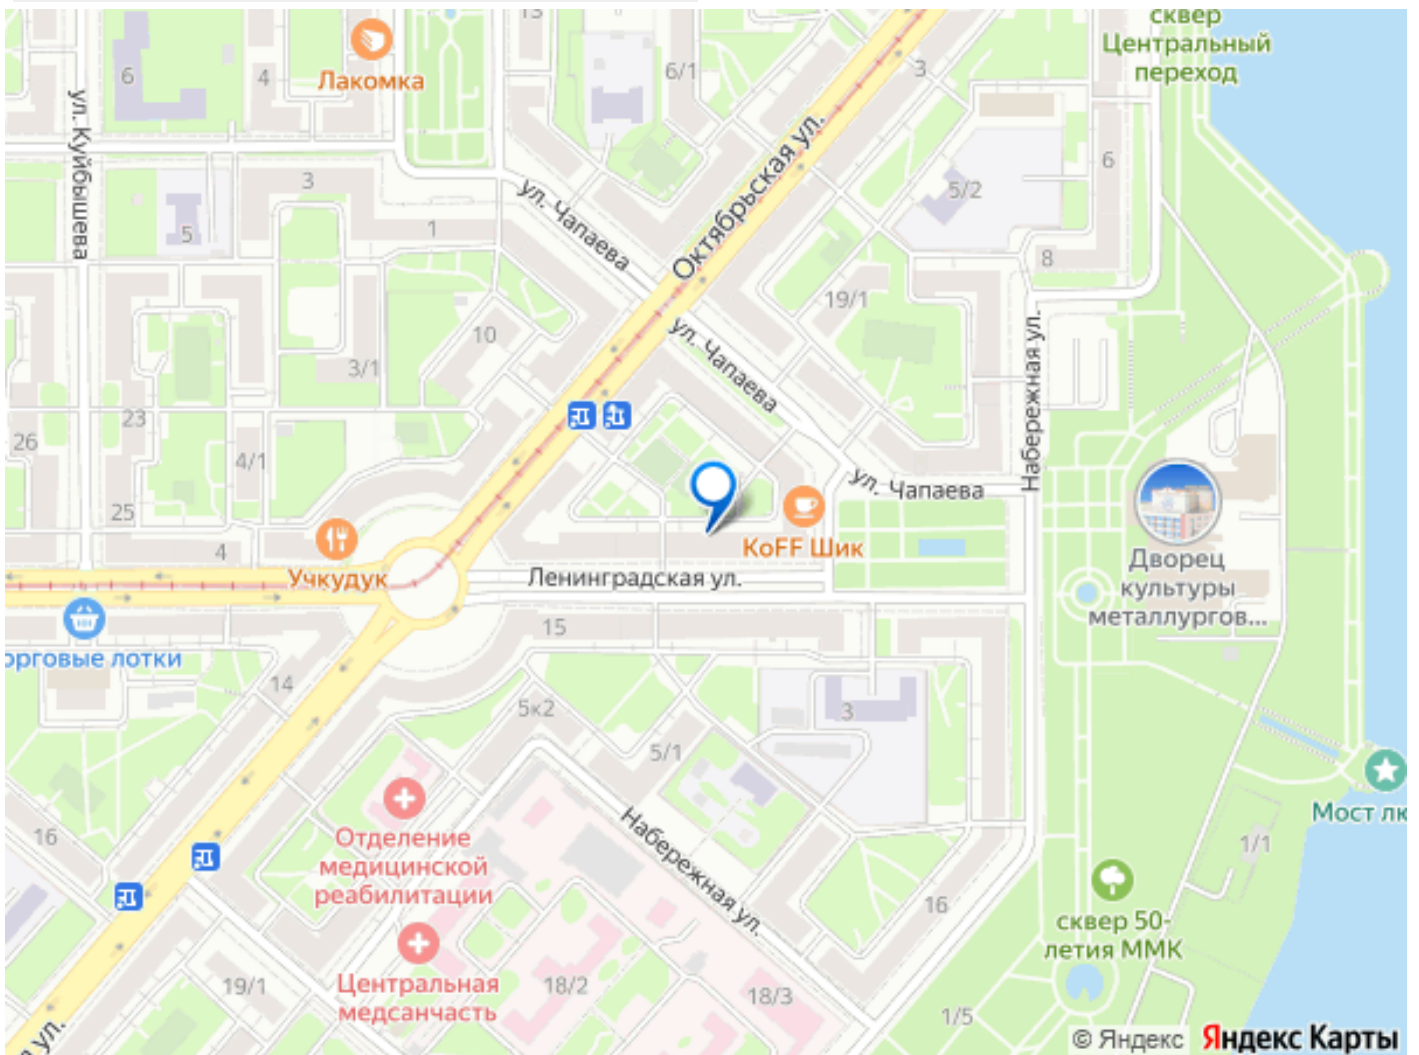 сквер
Центральный
переход
13
6
4
Лакомка
6/1
3
ул. Куйбышева
Октябрьская ул.
6
5/2
3
ул. Чапаева
5
1
8
19/1
10
ул. Чапаева
Набережная ул.
3/1
23
26
4/1
ул. Чапаева
25
КоFF Шик
4
Учкудук
Ленинградская ул.
Дворец
культуры
металлургов...
15
орговые лотки
14
5к2
3
5/1
Мост лю
Набережная ул.
16
Отделение
медицинской
реабилитации
1/1
16
сквер 50-
летия ММК
Центральная
медсанчасть
19/1
18/2
18/3
1/5
ул.
© Яндекс Яндекс Карты